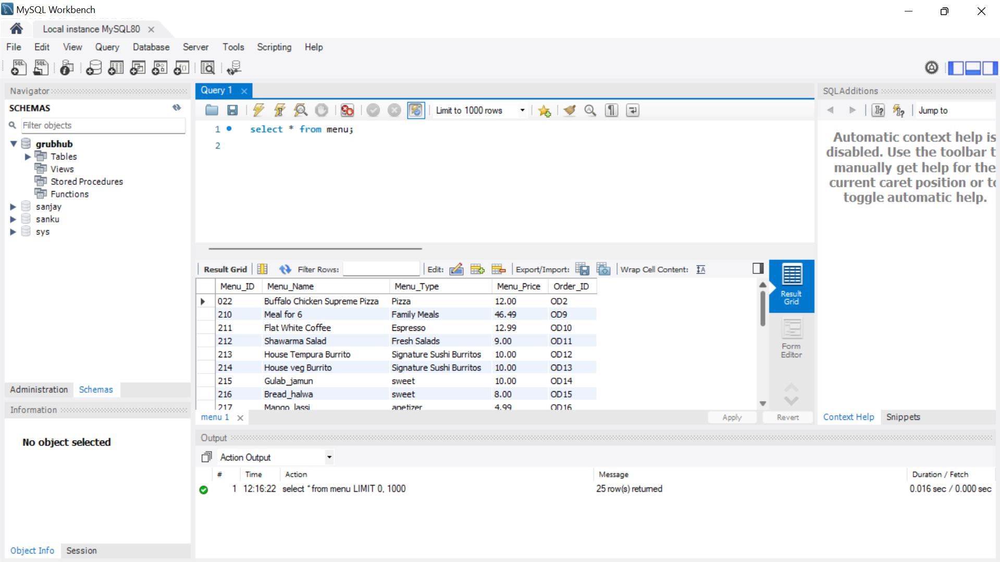 MySQL Workbench
Local instance MySQL80
File Edit View Query Database Server Tools Scripting Help
Navigator
SCHEMAS
Filter objects
grubhub
Tables
Views
Stored Procedures
Functions
sanjay
sanku
sys
Administration Schemas
Information
No object selected
Object Info Session
Query 1
Limit to 1000 rows
1 select * from menu;
2
Result Grid Filter Rows: Edit: Export/Import: Wrap Cell Content:
Menu_ID Menu_Name Menu_Type Menu_Price Order_ID
022 Buffalo Chicken Supreme Pizza Pizza 12.00 OD2
210 Meal for 6 Family Meals 46.49 OD9
211 Flat White Coffee Espresso 12.99 OD10
212 Shawarma Salad Fresh Salads 9.00 OD11
213 House Tempura Burrito Signature Sushi Burritos 10.00 OD12
214 House veg Burrito Signature Sushi Burritos 10.00 OD13
215 Gulab_jamun sweet 10.00 OD14
216 Bread_halwa sweet 8.00 OD15
217 Mango_lassi apetizer 4.99 OD16
Result
Grid
Form
Editor
menu 1
Apply Revert
SQLAdditions
Jump to
Automatic context help is
disabled. Use the toolbar t
manually get help for the
current caret position or to
toggle automatic help.
Context Help Snippets
Output
Action Output
# Time Action Message Duration / Fetch
1 12:16:22 select * from menu LIMIT 0, 1000 25 row(s) returned 0.016 sec / 0.000 sec